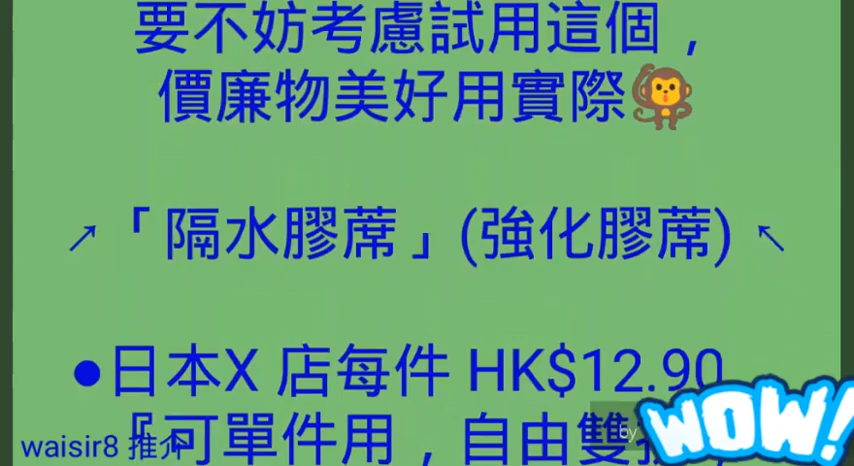 要不妨考慮試用這個，
價廉物美好用實際
↗「隔水膠蓆」(強化膠蓆)↖
●日本X 店每件 HK$12.90
『可單件用，自由雙
waisir8 推介
by
WOW!